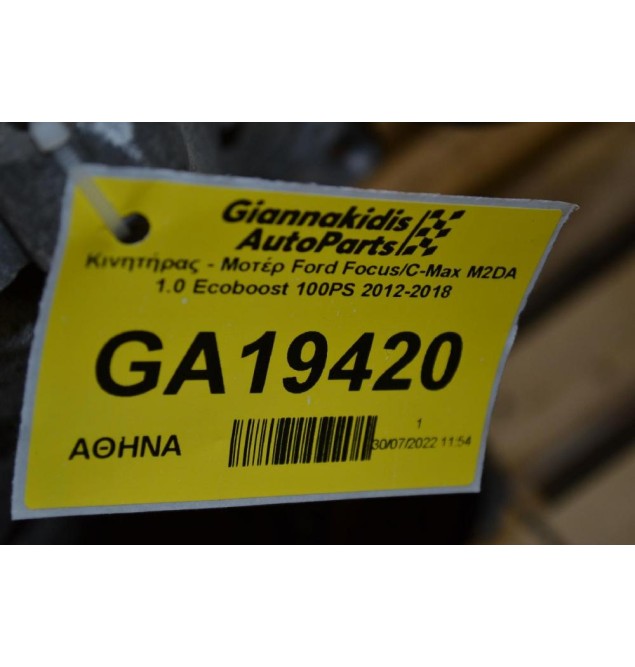 Giannakidis
AutoParts
Κινητήρας - Μοτέρ Ford Focus/C-Max M2DA
1.0 Ecoboost 100PS 2012-2018
GA19420
ΑΘΗΝΑ
1
30/07/2022 11:54